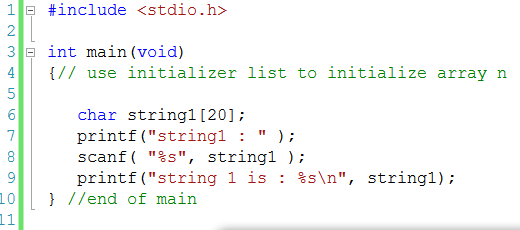 1 #include <stdio.h>
2
3 int main(void)
4 {// use initializer list to initialize array n
5
6 char string1[20];
7 printf("string1 : " );
8 scanf( "%s", string1 );
9 printf("string 1 is : %s\n", string1);
10 } //end of main
11